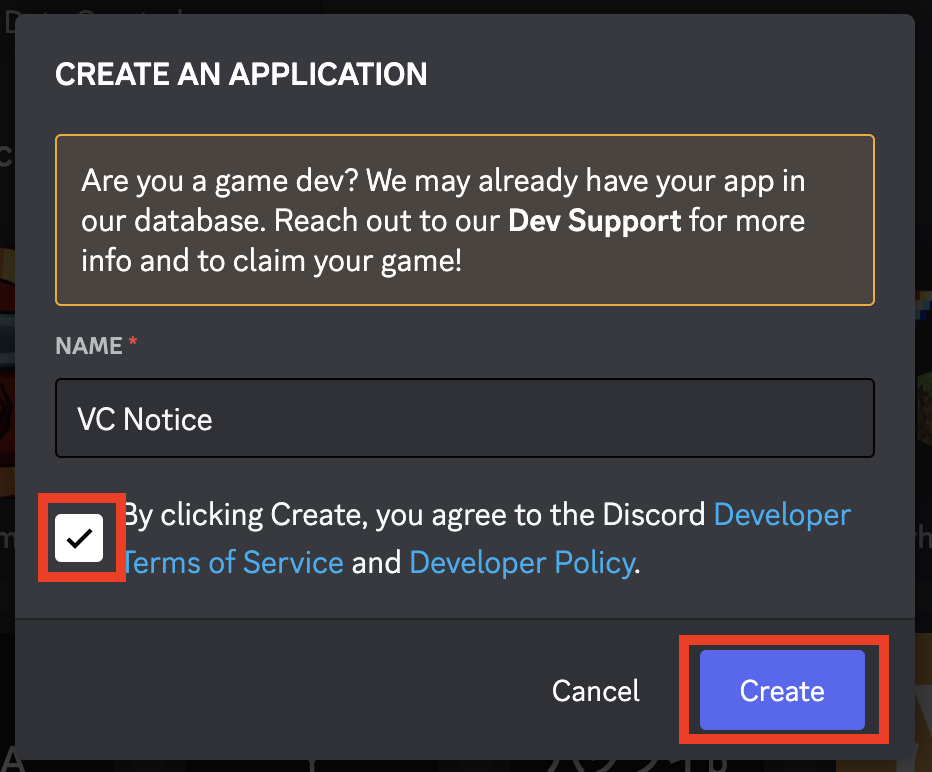 CREATE AN APPLICATION
Are you a game dev? We may already have your app in
our database. Reach out to our Dev Support for more
info and to claim your game!
NAME *
VC Notice
By clicking Create, you agree to the Discord Developer
Terms of Service and Developer Policy.
Cancel
Create